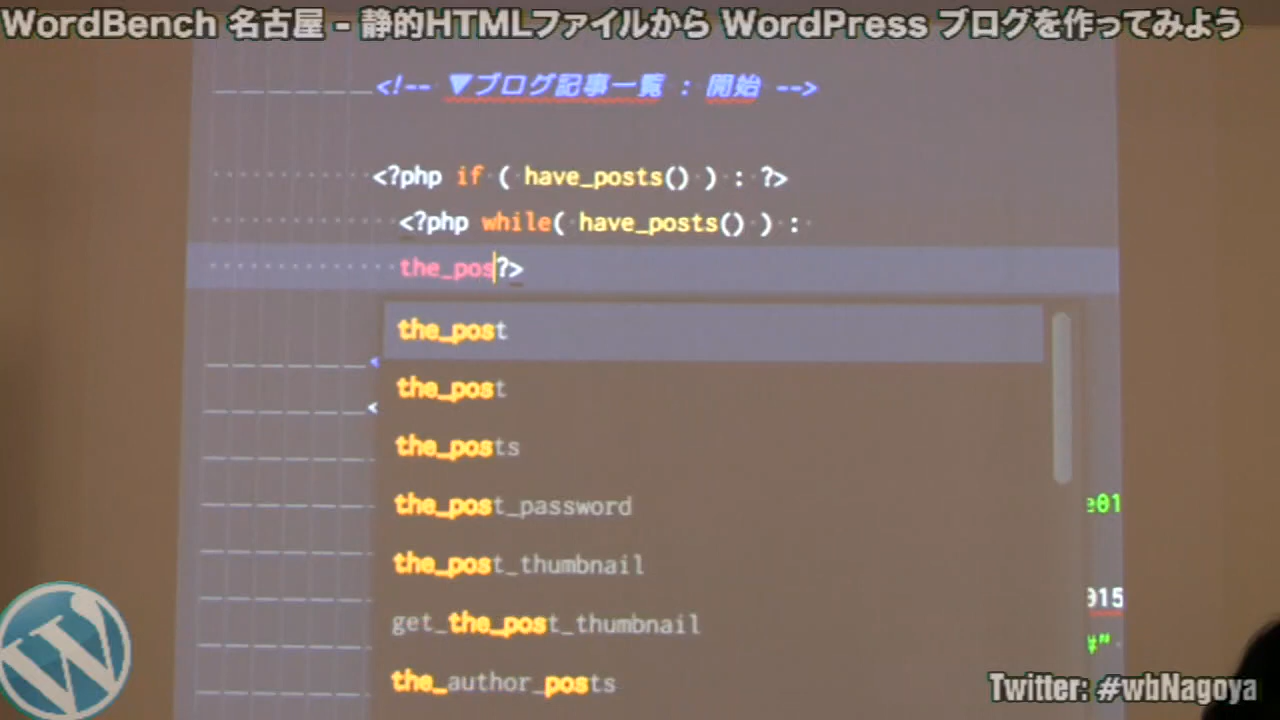 WordBench 名古屋 - 静的HTMLファイルから WordPress ブログを作ってみよう
<!-- ▼ブログ記事一覧 : 開始 -->
<?php if ( have_posts() ) : ?>
<?php while( have_posts() ) :
the_pos?>
the_post
the_post
the_posts
the_post_password
e01
the_post_thumbnail
015
get_the_post_thumbnail
#"
the_author_posts
Twitter: #wbNagoya